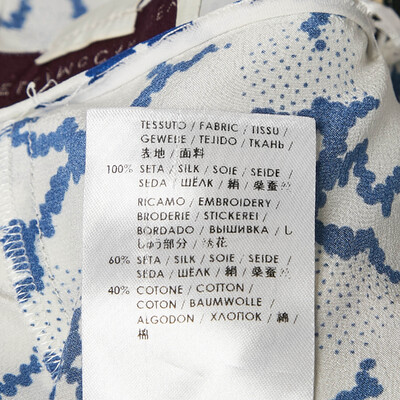 TESSUTO / FABRIC / TISSU /
GEWEBE / TEJIDO / ТКАНЬ /
表地 / 面料
100% SETA / SILK / SOIE / SEIDE /
SEDA / ШЁЛК / 絹 / 桑蚕丝
RICAMO / EMBROIDERY /
BRODERIE / STICKEREI /
BORDADO / ВЫШИВКА / し
しゅう部分 / 绣花
60% SETA / SILK / SOIE / SEIDE /
SEDA / ШЁЛК / 絹 / 桑蚕丝
40% COTONE / COTTON /
COTON / BAUMWOLLE /
ALGODON / ХЛОПОК / 綿 /
棉